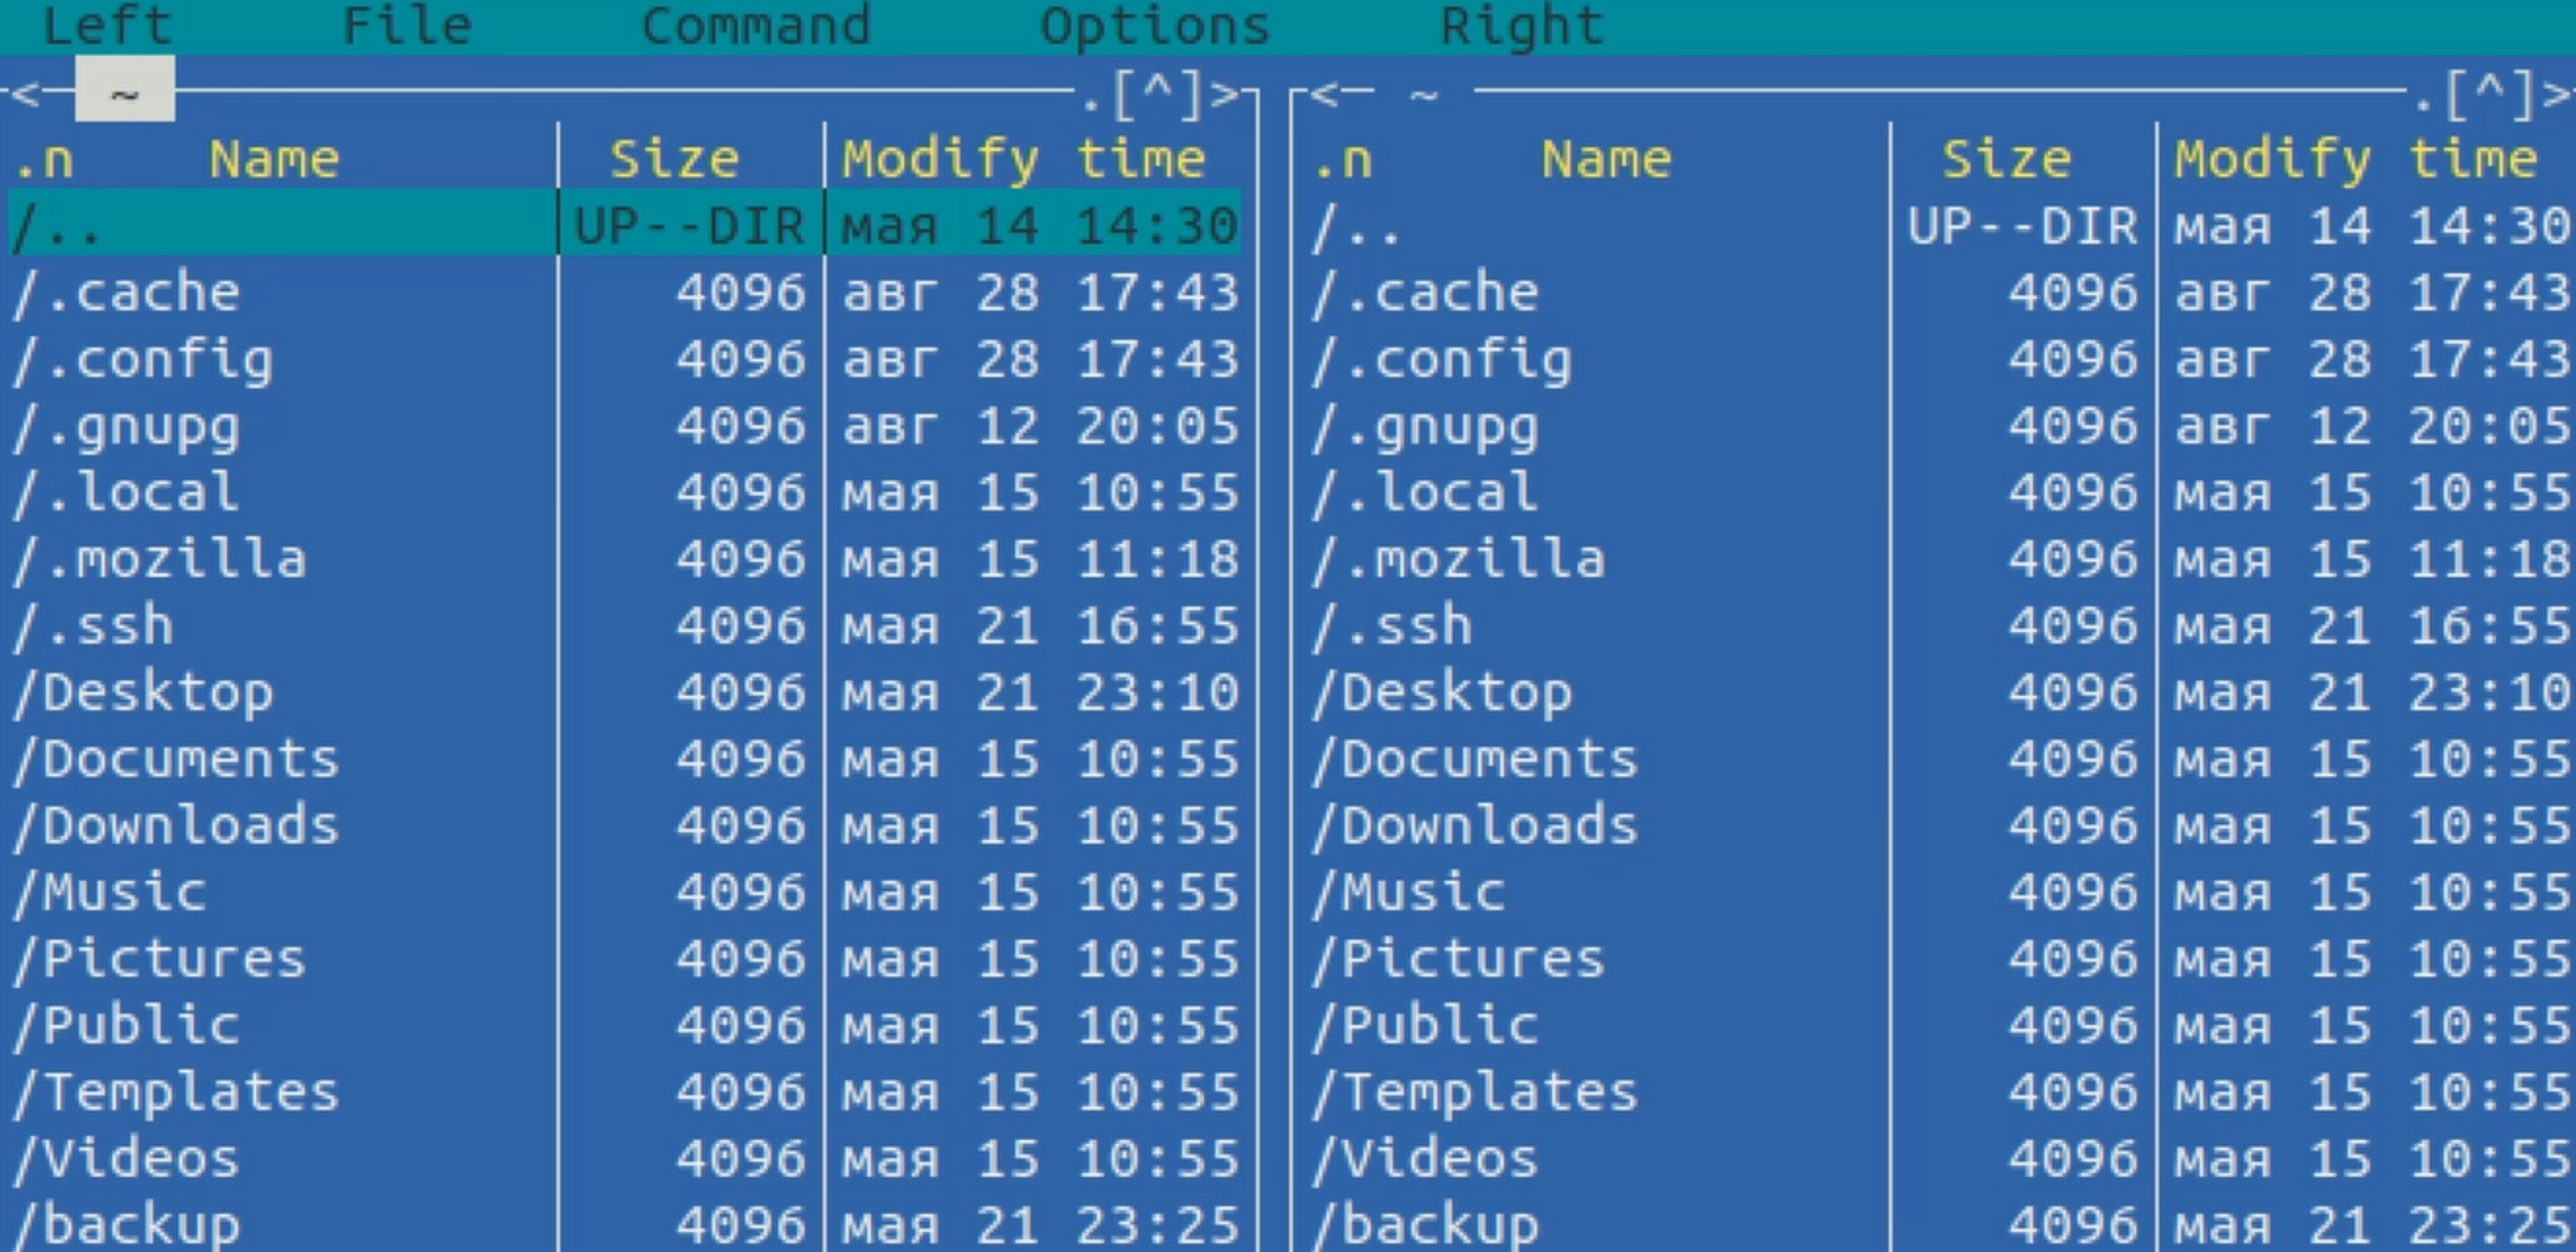 Left File Command Options Right
<─ ~ ─.[^]>┐┌<─ ~ ─.[^]>
.n Name │ Size │Modify time .n Name │ Size │Modify time
/.. │UP--DIR│мая 14 14:30 /.. │UP--DIR│мая 14 14:30
/.cache │ 4096│авг 28 17:43 /.cache │ 4096│авг 28 17:43
/.config │ 4096│авг 28 17:43 /.config │ 4096│авг 28 17:43
/.gnupg │ 4096│авг 12 20:05 /.gnupg │ 4096│авг 12 20:05
/.local │ 4096│мая 15 10:55 /.local │ 4096│мая 15 10:55
/.mozilla │ 4096│мая 15 11:18 /.mozilla │ 4096│мая 15 11:18
/.ssh │ 4096│мая 21 16:55 /.ssh │ 4096│мая 21 16:55
/Desktop │ 4096│мая 21 23:10 /Desktop │ 4096│мая 21 23:10
/Documents │ 4096│мая 15 10:55 /Documents │ 4096│мая 15 10:55
/Downloads │ 4096│мая 15 10:55 /Downloads │ 4096│мая 15 10:55
/Music │ 4096│мая 15 10:55 /Music │ 4096│мая 15 10:55
/Pictures │ 4096│мая 15 10:55 /Pictures │ 4096│мая 15 10:55
/Public │ 4096│мая 15 10:55 /Public │ 4096│мая 15 10:55
/Templates │ 4096│мая 15 10:55 /Templates │ 4096│мая 15 10:55
/Videos │ 4096│мая 15 10:55 /Videos │ 4096│мая 15 10:55
/backup │ 4096│мая 21 23:25 /backup │ 4096│мая 21 23:25